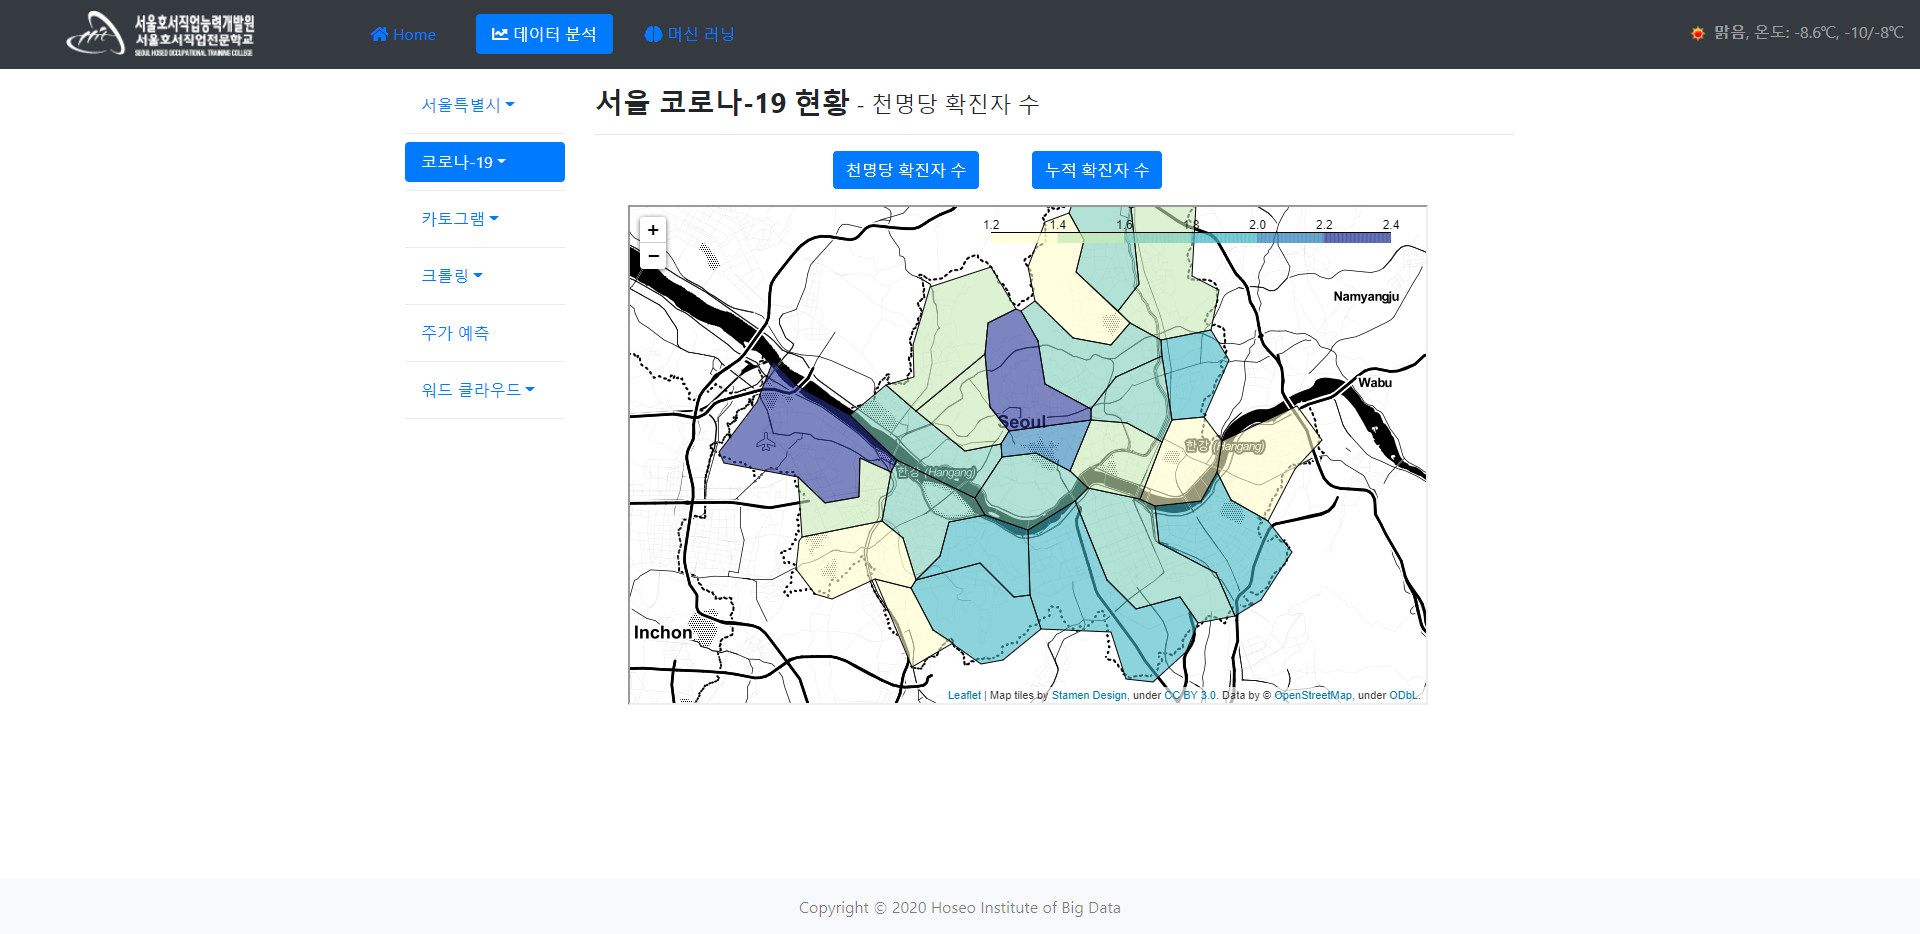 서울호서직업능력개발원
서울호서직업전문학교
SEOUL HOSEO OCCUPATIONAL TRAINING COLLEGE
Home
데이터 분석
머신 러닝
맑음, 온도: -8.6℃, -10/-8℃
서울특별시
코로나-19
카토그램
크롤링
주가 예측
워드 클라우드
서울 코로나-19 현황 - 천명당 확진자 수
천명당 확진자 수
누적 확진자 수
+
−
1.2 1.4 1.6 1.8 2.0 2.2 2.4
Namyangju
Wabu
Seoul
한강 (Hangang)
한강 (Hangang)
Inchon
Leaflet | Map tiles by Stamen Design, under CC BY 3.0. Data by © OpenStreetMap, under ODbL.
Copyright © 2020 Hoseo Institute of Big Data